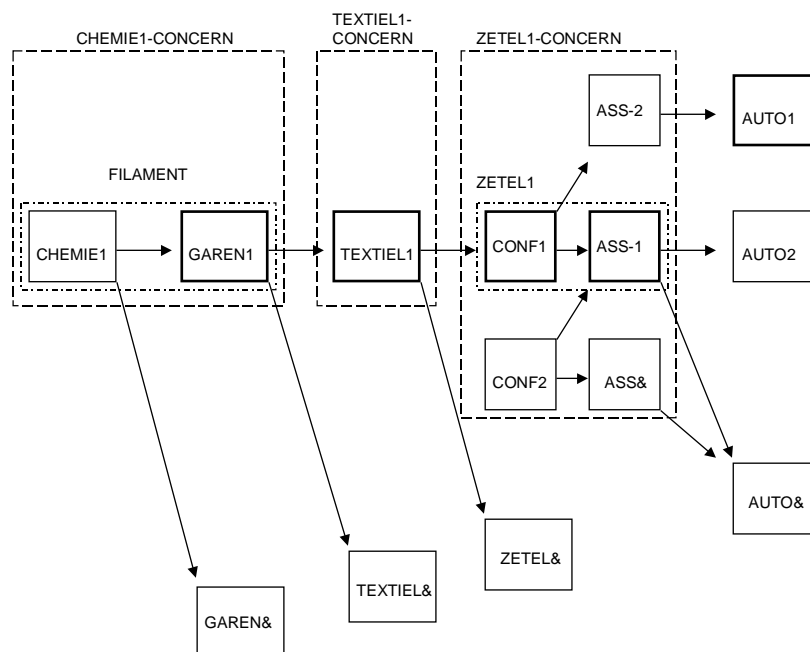 CHEMIE1-CONCERN
TEXTIEL1-
CONCERN
ZETEL1-CONCERN
ASS-2
AUTO1
FILAMENT
ZETEL1
CHEMIE1
GAREN1
TEXTIEL1
CONF1
ASS-1
AUTO2
CONF2
ASS&
AUTO&
ZETEL&
TEXTIEL&
GAREN&